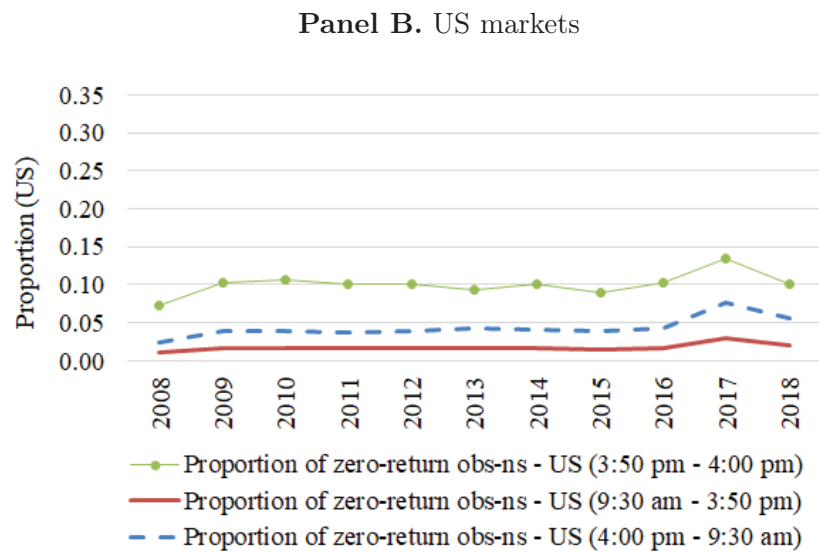 Panel B. US markets
0.35
0.30
0.25
0.20
0.15
0.10
0.05
0.00
Proportion (US)
2008 2009 2010 2011 2012 2013 2014 2015 2016 2017 2018
Proportion of zero-return obs-ns - US (3:50 pm - 4:00 pm)
Proportion of zero-return obs-ns - US (9:30 am - 3:50 pm)
Proportion of zero-return obs-ns - US (4:00 pm - 9:30 am)